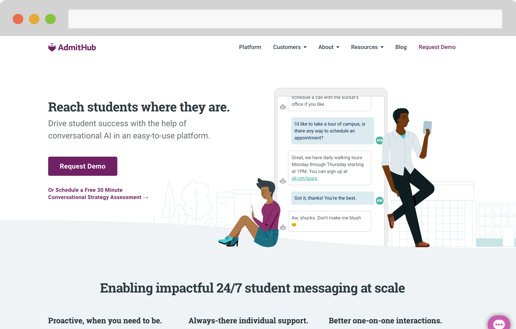 AdmitHub
Platform
Customers
About
Resources
Blog
Request Demo
Reach students where they are.
Drive student success with the help of
conversational AI in an easy-to-use platform.
Request Demo
Or Schedule a Free 30 Minute
Conversational Strategy Assessment →
schedule a call with the bursar's
office if you like.
I'd like to take a tour of campus, is
there any way to schedule an
appointment?
Great, we have daily walking tours
Monday through Thursday starting
at 1PM. You can sign up at
Got it, thanks! You're the best.
Aw, shucks. Don't make me blush
Enabling impactful 24/7 student messaging at scale
Proactive, when you need to be.
Always-there individual support.
Better one-on-one interactions.